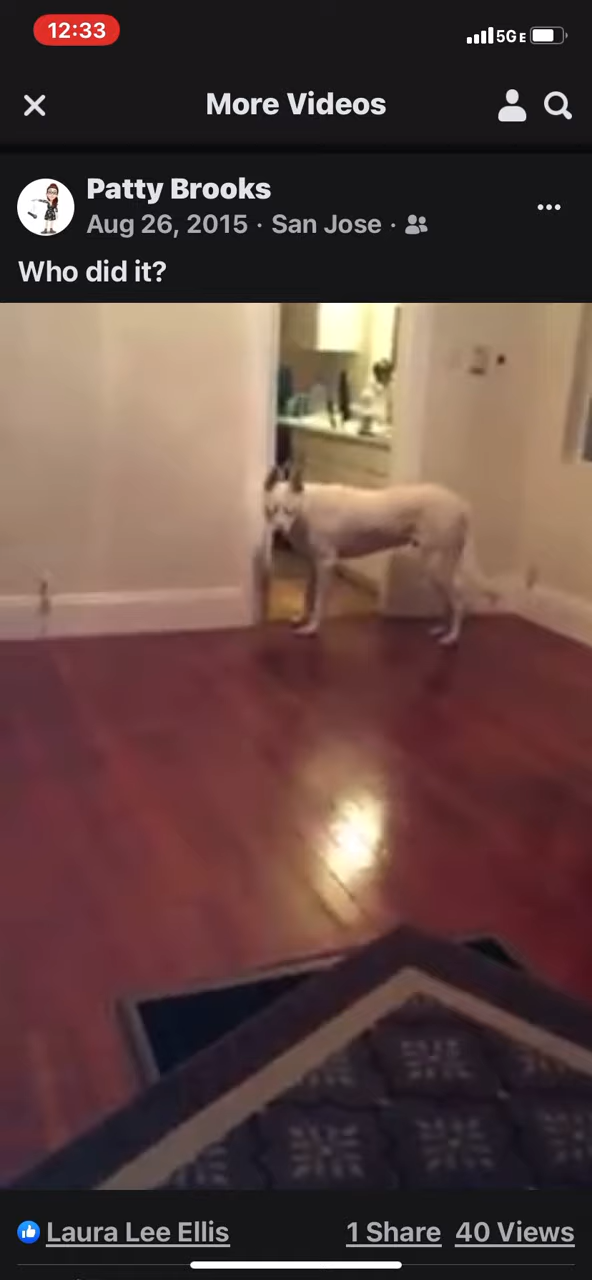 12:33
5GE
More Videos
Patty Brooks
Aug 26, 2015 · San Jose ·
Who did it?
Laura Lee Ellis 1 Share 40 Views